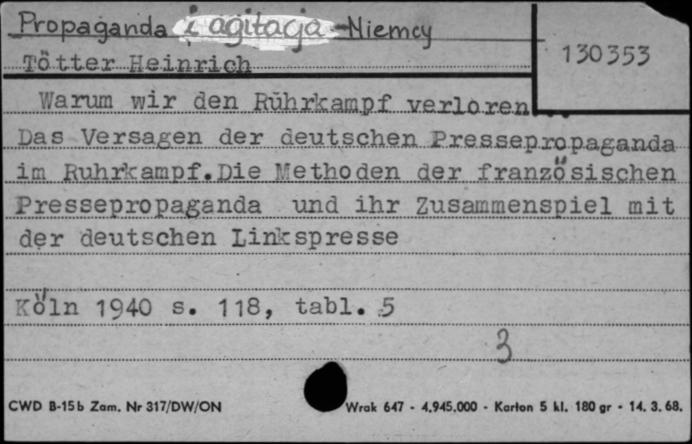 Propaganda i agitacja - Niemcy
130353
Tötter Heinrich
Warum wir den Rührkampf verloren...
Das Versagen der deutschen Pressepropaganda
im Ruhrkampf.Die Methoden der französischen
Pressepropaganda und ihr Zusammenspiel mit
der deutschen Linkspresse
Köln 1940 s. 118, tabl. 5
3
CWD B-15b Zam. Nr 317/DW/ON Wrak 647 - 4.945.000 - Karton 5 kl. 180 gr - 14. 3. 68.